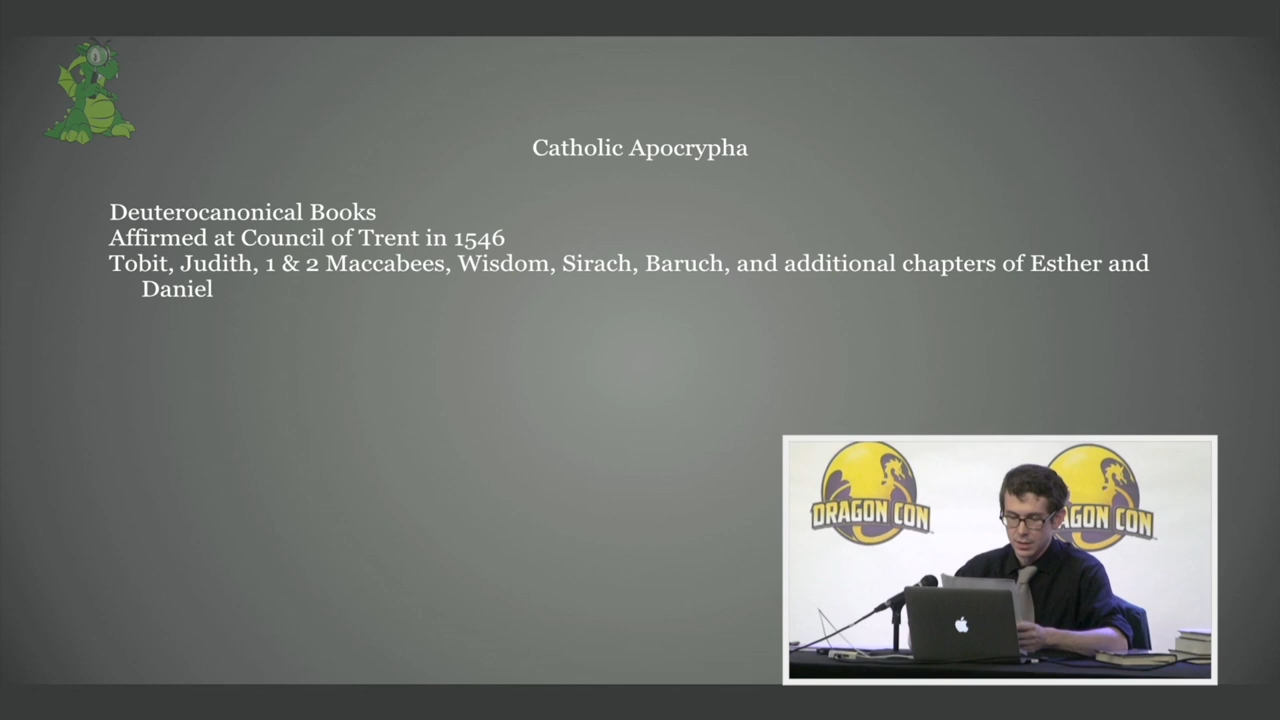 Catholic Apocrypha
Deuterocanonical Books
Affirmed at Council of Trent in 1546
Tobit, Judith, 1 & 2 Maccabees, Wisdom, Sirach, Baruch, and additional chapters of Esther and
Daniel
DRAGON CON
AGON CON